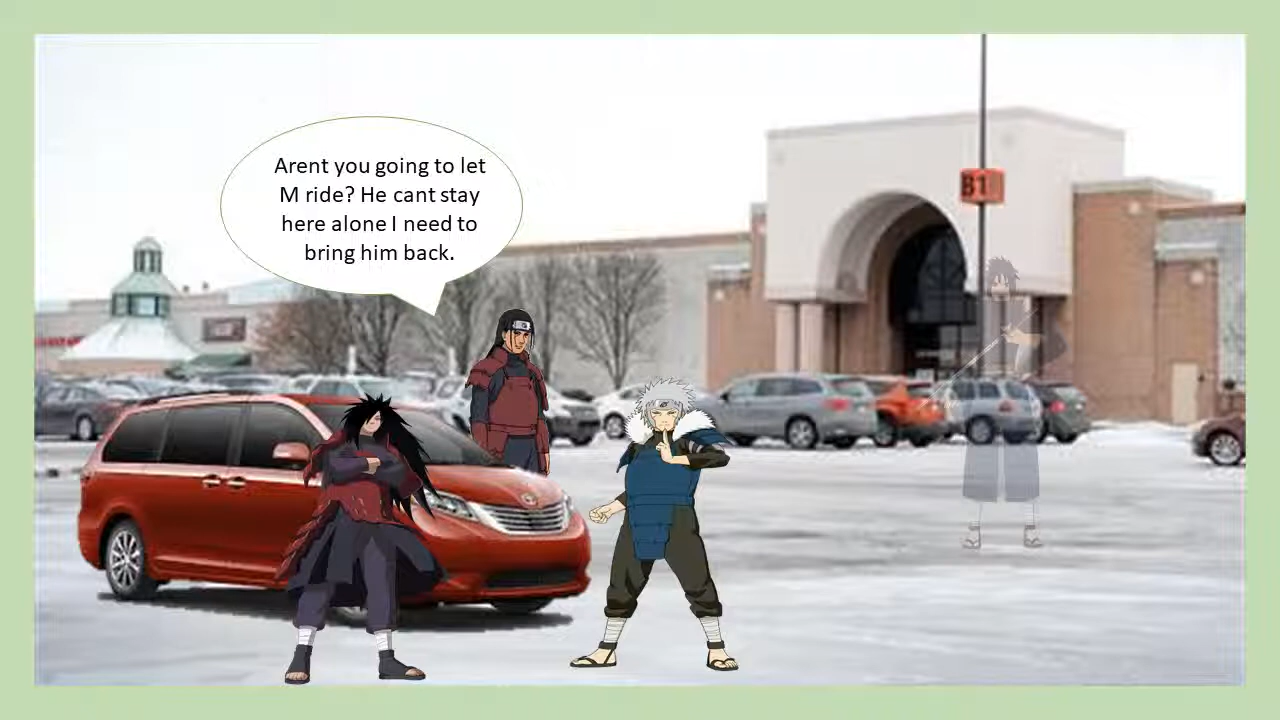 Arent you going to let
M ride? He cant stay
here alone I need to
bring him back.
B1